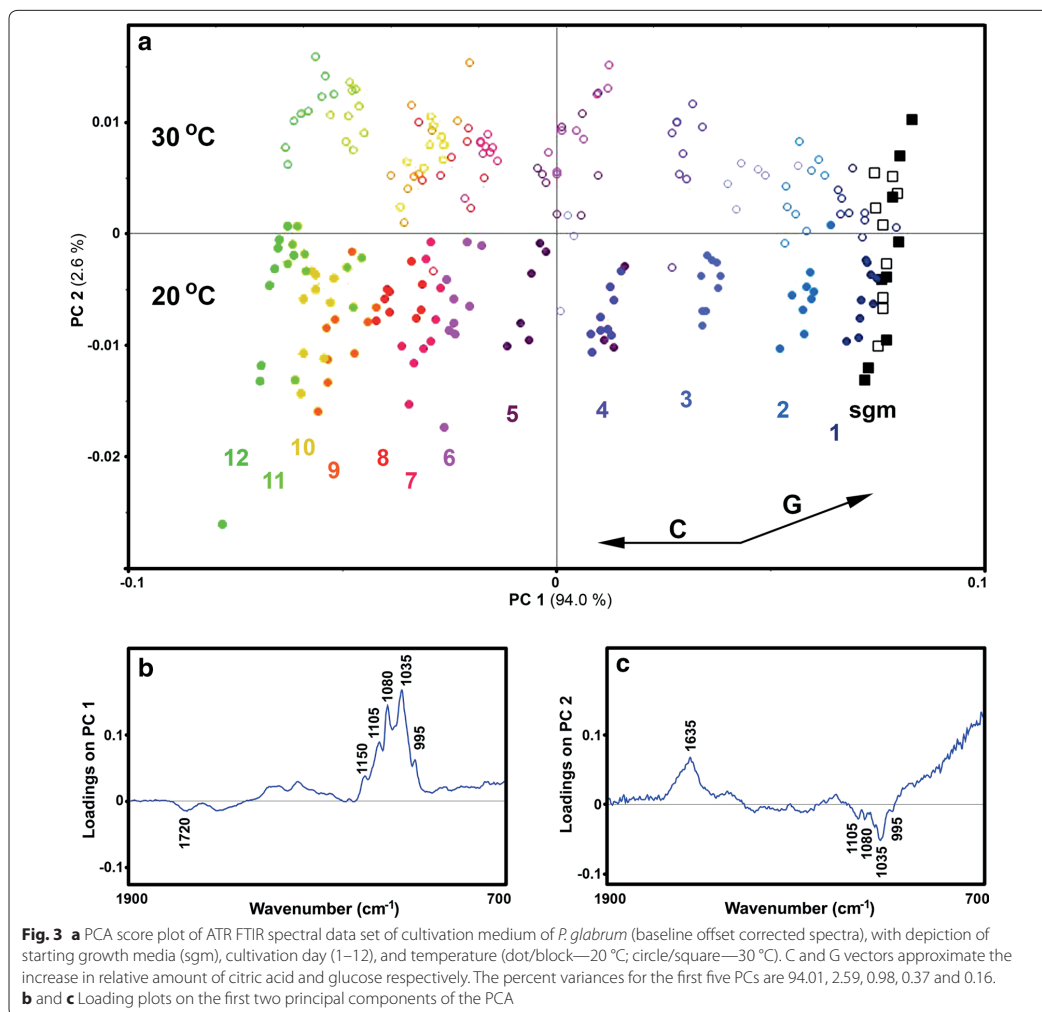 a
30 °C
20 °C
0.01
0
-0.01
-0.02
PC 2 (2.6 %)
12
11
10
9
8
7
6
5
4
3
2
1
sgm
C
G
-0.1
0
0.1
PC 1 (94.0 %)
b
Loadings on PC 1
0.1
0
-0.1
1720
1150
1105
1080
1035
995
1900
700
Wavenumber (cm-1)
c
Loadings on PC 2
0.1
0
-0.1
1635
1105
1080
1035
995
1900
700
Wavenumber (cm-1)
Fig. 3 a PCA score plot of ATR FTIR spectral data set of cultivation medium of P. glabrum (baseline offset corrected spectra), with depiction of
starting growth media (sgm), cultivation day (1–12), and temperature (dot/block—20 °C; circle/square—30 °C). C and G vectors approximate the
increase in relative amount of citric acid and glucose respectively. The percent variances for the first five PCs are 94.01, 2.59, 0.98, 0.37 and 0.16.
b and c Loading plots on the first two principal components of the PCA